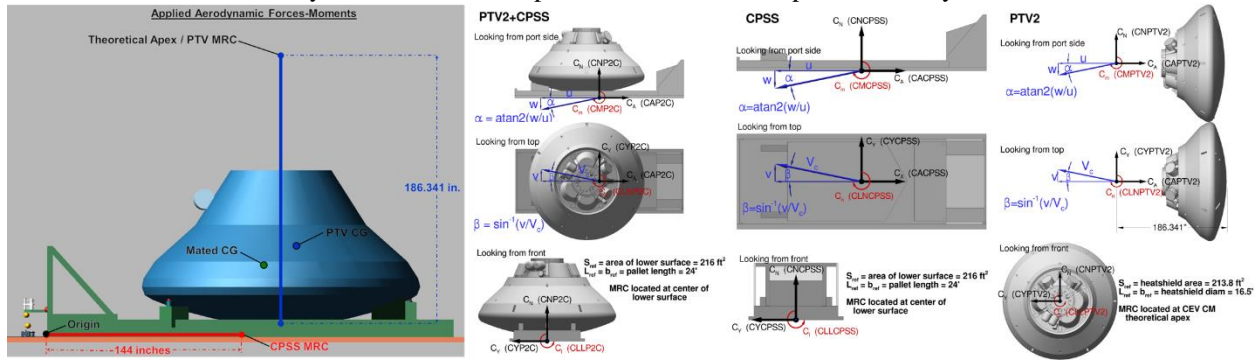 Applied Aerodynamic Forces-Moments
Theoretical Apex / PTV MRC
186.341 in.
PTV CG
Mated CG
Origin
CPSS MRC
144 inches
PTV2+CPSS
Looking from port side
C_N (CNP2C)
u
w
α
C_A (CAP2C)
C_m (CMP2C)
α = atan2(w/u)
Looking from top
C_Y (CYP2C)
V_c
v
β
C_A (CAP2C)
β = sin⁻¹(v/V_c)
Looking from front
S_ref = area of lower surface = 216 ft²
L_ref = b_ref = pallet length = 24'
MRC located at center of
lower surface
C_N (CNP2C)
C_Y (CYP2C)
C_l (CLLP2C)
CPSS
Looking from port side
C_N (CNCPSS)
u
w
α
C_A (CACPSS)
C_m (CMCPSS)
α=atan2(w/u)
Looking from top
C_Y (CYCPSS)
V_c
v
β
C_A (CACPSS)
C_n (CLNCPSS)
β=sin⁻¹(v/V_c)
Looking from front
C_N (CNCPSS)
S_ref = area of lower surface = 216 ft²
L_ref = b_ref = pallet length = 24'
MRC located at center of
lower surface
C_Y (CYCPSS)
C_l (CLLCPSS)
PTV2
Looking from port side
C_N (CNPTV2)
u
w
α
C_A (CAPTV2)
C_m (CMPTV2)
α=atan2(w/u)
Looking from top
C_Y (CYPTV2)
V_c
v
β
C_A (CAPTV2)
C_n (CLNPTV2)
β=sin⁻¹(v/V_c)
186.341"
Looking from front
C_N (CNPTV2)
S_ref = heatshield area = 213.8 ft²
L_ref = b_ref = heatshield diam = 16.5'
MRC located at CEV CM
theoretical apex
C_Y (CYPTV2)